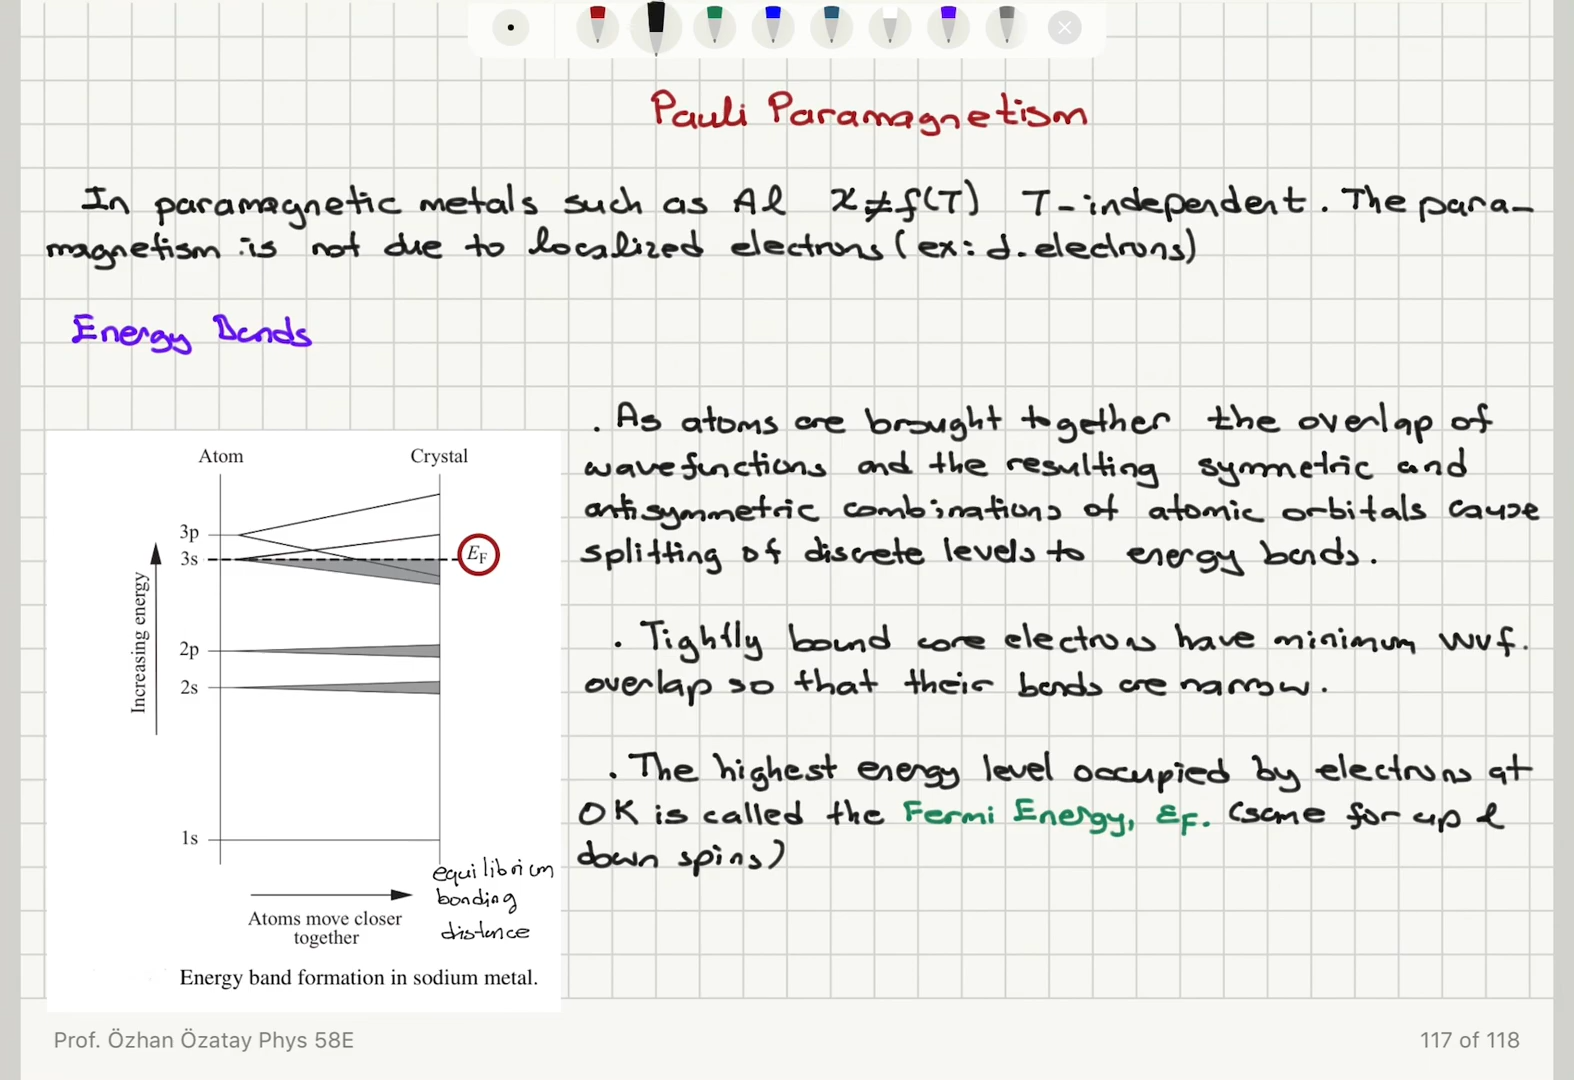 Pauli Paramagnetism
In paramagnetic metals such as Al χ≠f(T) T-independent. The para-
magnetism is not due to localized electrons (ex: d. electrons)
Energy Bands
. As atoms are brought together the overlap of
wavefunctions and the resulting symmetric and
antisymmetric combinations of atomic orbitals cause
splitting of discrete levels to energy bands.
. Tightly bound core electrons have minimum wvf.
overlap so that their bands are narrow.
. The highest energy level occupied by electrons at
0K is called the Fermi Energy, εF. (same for up &
down spins)
Atom
Crystal
3p
3s
EF
2p
2s
1s
Increasing energy
equilibrium
bonding
distance
Atoms move closer
together
Energy band formation in sodium metal.
Prof. Özhan Özatay Phys 58E
117 of 118